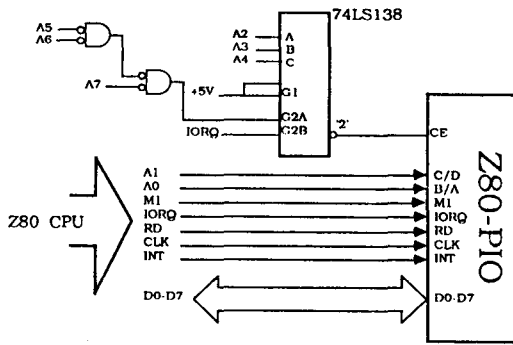 74LS138
A5
A6
A7
A2
A3
A4
A
B
C
+5V
G1
G2A
IORQ
G2B
'2'
CE
A1
A0
M1
IORQ
RD
CLK
INT
C/D
B/A
M1
IORQ
RD
CLK
INT
Z80 CPU
Z80-PIO
D0-D7
D0-D7